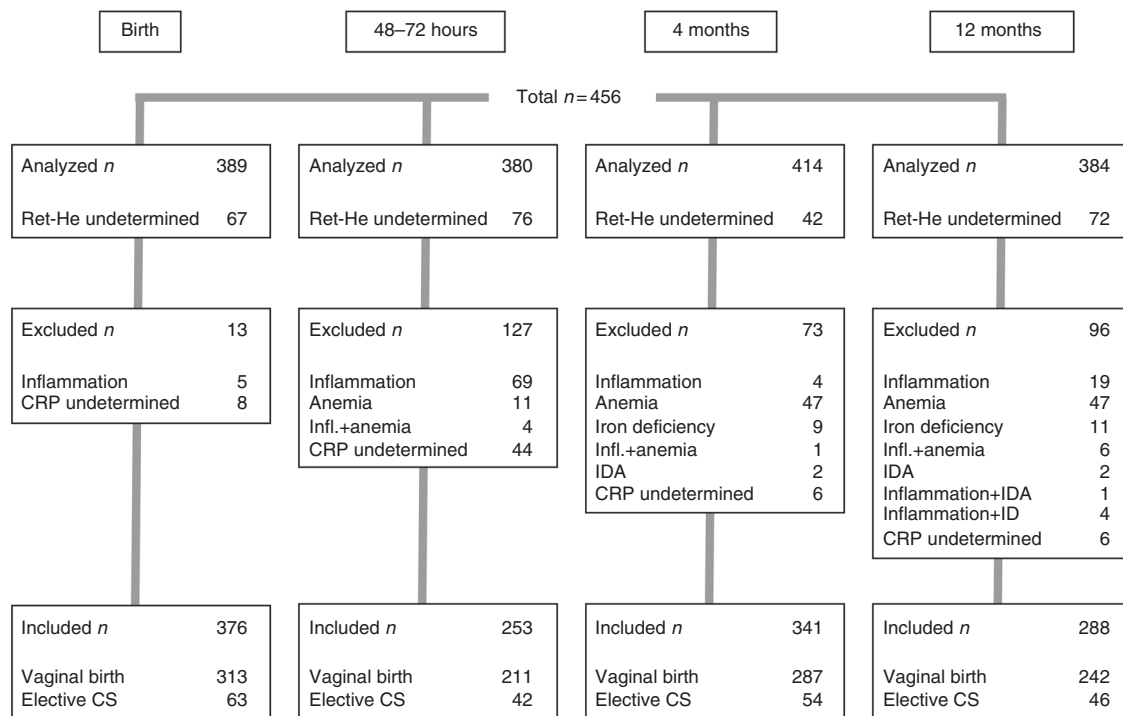 Birth
48–72 hours
4 months
12 months
Total n=456
Analyzed n 389
Ret-He undetermined 67
Analyzed n 380
Ret-He undetermined 76
Analyzed n 414
Ret-He undetermined 42
Analyzed n 384
Ret-He undetermined 72
Excluded n 13
Inflammation 5
CRP undetermined 8
Excluded n 127
Inflammation 69
Anemia 11
Infl.+anemia 4
CRP undetermined 44
Excluded n 73
Inflammation 4
Anemia 47
Iron deficiency 9
Infl.+anemia 1
IDA 2
CRP undetermined 6
Excluded n 96
Inflammation 19
Anemia 47
Iron deficiency 11
Infl.+anemia 6
IDA 2
Inflammation+IDA 1
Inflammation+ID 4
CRP undetermined 6
Included n 376
Vaginal birth 313
Elective CS 63
Included n 253
Vaginal birth 211
Elective CS 42
Included n 341
Vaginal birth 287
Elective CS 54
Included n 288
Vaginal birth 242
Elective CS 46